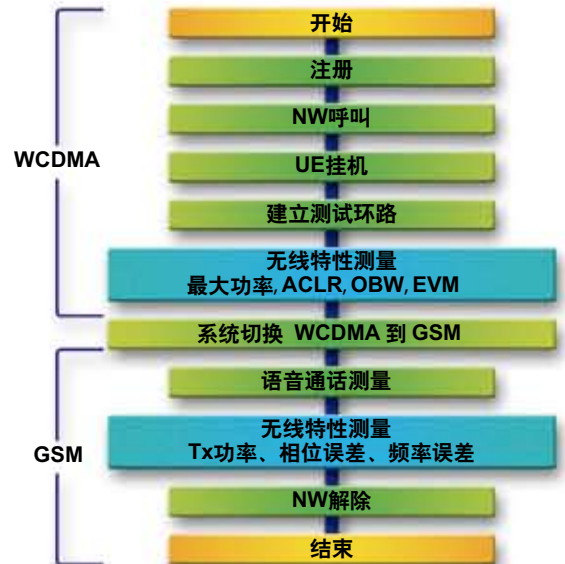 开始
注册
NW呼叫
WCDMA
UE挂机
建立测试环路
无线特性测量
最大功率, ACLR, OBW, EVM
系统切换 WCDMA 到 GSM
语音通话测量
无线特性测量
Tx功率、相位误差、频率误差
GSM
NW解除
结束